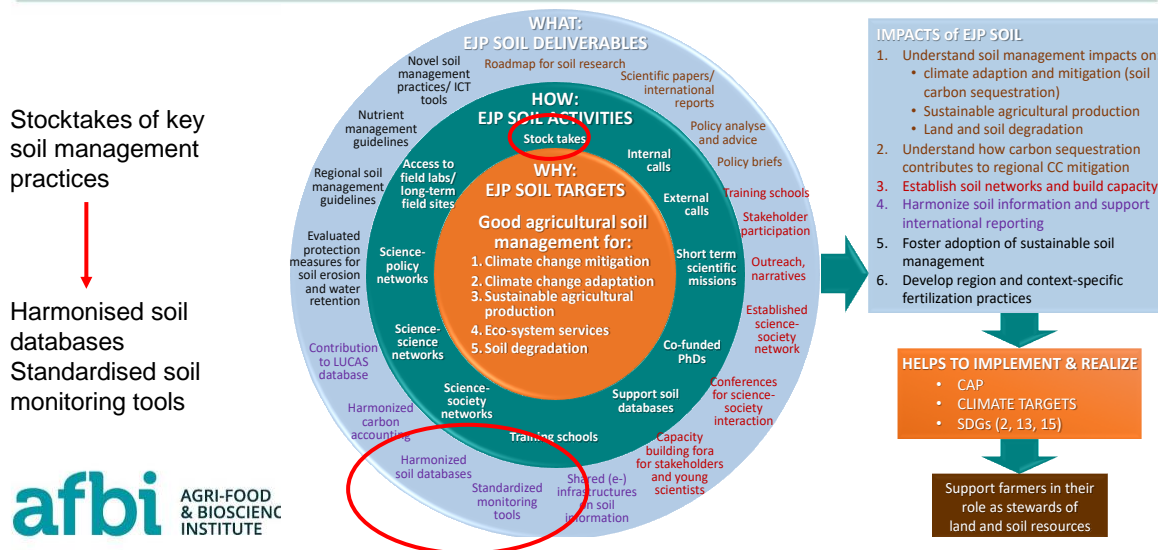 Stocktakes of key
soil management
practices
Harmonised soil
databases
Standardised soil
monitoring tools
afbi
AGRI-FOOD
& BIOSCIENC
INSTITUTE
WHAT:
EJP SOIL DELIVERABLES
Roadmap for soil research
Scientific papers/
international
reports
Policy analyse
and advice
Policy briefs
Training schools
Stakeholder
participation
Outreach,
narratives
Established
science-
society
network
Conferences
for science-
society
interaction
Capacity
building fora
for stakeholders
and young
scientists
Shared (e-)
infrastructures
on soil
information
Standardized
monitoring
tools
Harmonized
soil databases
Harmonized
carbon
accounting
Contribution
to LUCAS
database
Evaluated
protection
measures for
soil erosion
and water
retention
Regional soil
management
guidelines
Nutrient
management
guidelines
Novel soil
management
practices/ ICT
tools
HOW:
EJP SOIL ACTIVITIES
Stock takes
Internal
calls
External
calls
Short term
scientific
missions
Co-funded
PhDs
Support soil
databases
Training schools
Science-
society
networks
Science-
science
networks
Science-
policy
networks
Access to
field labs/
long-term
field sites
WHY:
EJP SOIL TARGETS
Good agricultural soil
management for:
1. Climate change mitigation
2. Climate change adaptation
3. Sustainable agricultural
production
4. Eco-system services
5. Soil degradation
IMPACTS of EJP SOIL
1. Understand soil management impacts on
• climate adaption and mitigation (soil
carbon sequestration)
• Sustainable agricultural production
• Land and soil degradation
2. Understand how carbon sequestration
contributes to regional CC mitigation
3. Establish soil networks and build capacity
4. Harmonize soil information and support
international reporting
5. Foster adoption of sustainable soil
management
6. Develop region and context-specific
fertilization practices
HELPS TO IMPLEMENT & REALIZE
• CAP
• CLIMATE TARGETS
• SDGs (2, 13, 15)
Support farmers in their
role as stewards of
land and soil resources